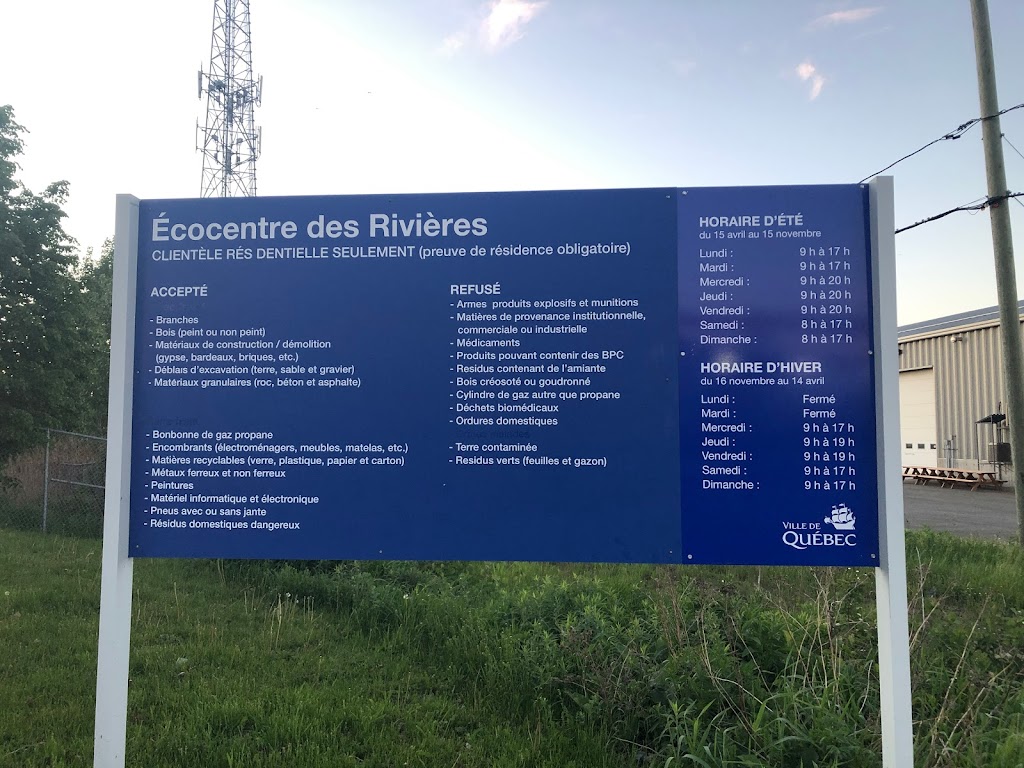 Écocentre des Rivières
CLIENTÈLE RÉS DENTIELLE SEULEMENT (preuve de résidence obligatoire)
ACCEPTÉ
- Branches
- Bois (peint ou non peint)
- Matériaux de construction / démolition
(gypse, bardeaux, briques, etc.)
- Déblais d'excavation (terre, sable et gravier)
- Matériaux granulaires (roc, béton et asphalte)
- Bonbonne de gaz propane
- Encombrants (électroménagers, meubles, matelas, etc.)
- Matières recyclables (verre, plastique, papier et carton)
- Métaux ferreux et non ferreux
- Peintures
- Matériel informatique et électronique
- Pneus avec ou sans jante
- Résidus domestiques dangereux
REFUSÉ
- Armes produits explosifs et munitions
- Matières de provenance institutionnelle,
commerciale ou industrielle
- Médicaments
- Produits pouvant contenir des BPC
- Residus contenant de l'amiante
- Bois créosoté ou goudronné
- Cylindre de gaz autre que propane
- Déchets biomédicaux
- Ordures domestiques
- Terre contaminée
- Residus verts (feuilles et gazon)
HORAIRE D'ÉTÉ
du 15 avril au 15 novembre
Lundi : 9 h à 17 h
Mardi : 9 h à 17 h
Mercredi : 9 h à 20 h
Jeudi : 9 h à 20 h
Vendredi : 9 h à 20 h
Samedi : 8 h à 17 h
Dimanche : 8 h à 17 h
HORAIRE D'HIVER
du 16 novembre au 14 avril
Lundi : Fermé
Mardi : Fermé
Mercredi : 9 h à 17 h
Jeudi : 9 h à 19 h
Vendredi : 9 h à 19 h
Samedi : 9 h à 17 h
Dimanche : 9 h à 17 h
VILLE DE
QUÉBEC